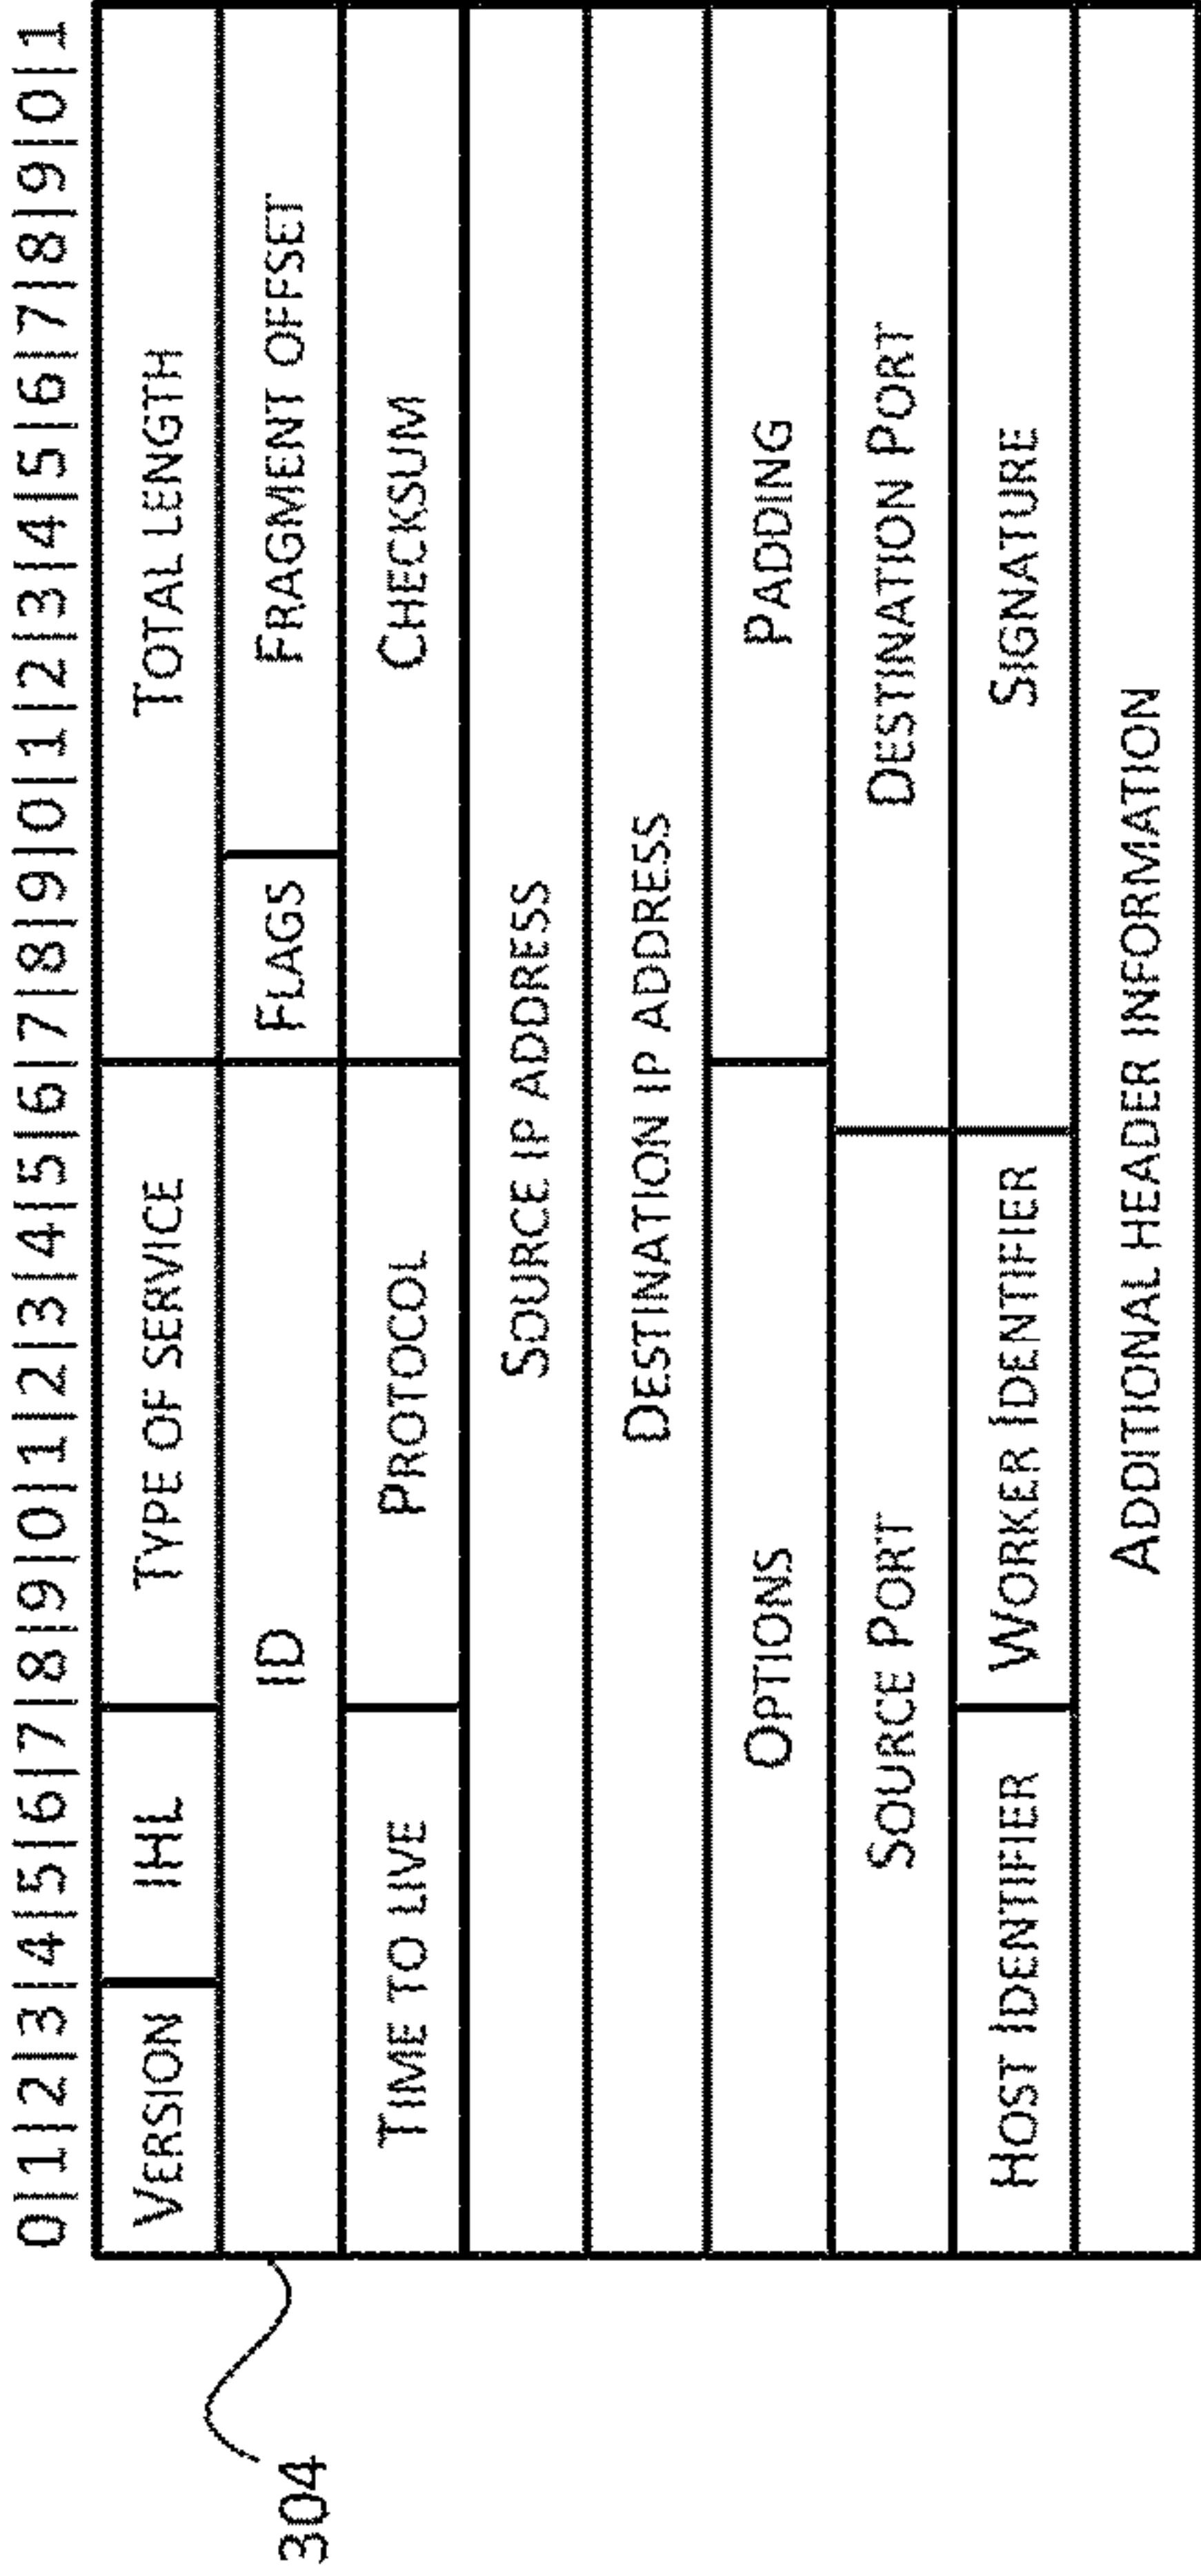 0|1|2|3|4|5|6|7|8|9|0|1|2|3|4|5|6|7|8|9|0|1|2|3|4|5|6|7|8|9|0|1
VERSION IHL TYPE OF SERVICE TOTAL LENGTH
ID FLAGS FRAGMENT OFFSET
TIME TO LIVE PROTOCOL CHECKSUM
SOURCE IP ADDRESS
DESTINATION IP ADDRESS
OPTIONS PADDING
SOURCE PORT DESTINATION PORT
HOST IDENTIFIER WORKER IDENTIFIER SIGNATURE
ADDITIONAL HEADER INFORMATION
304